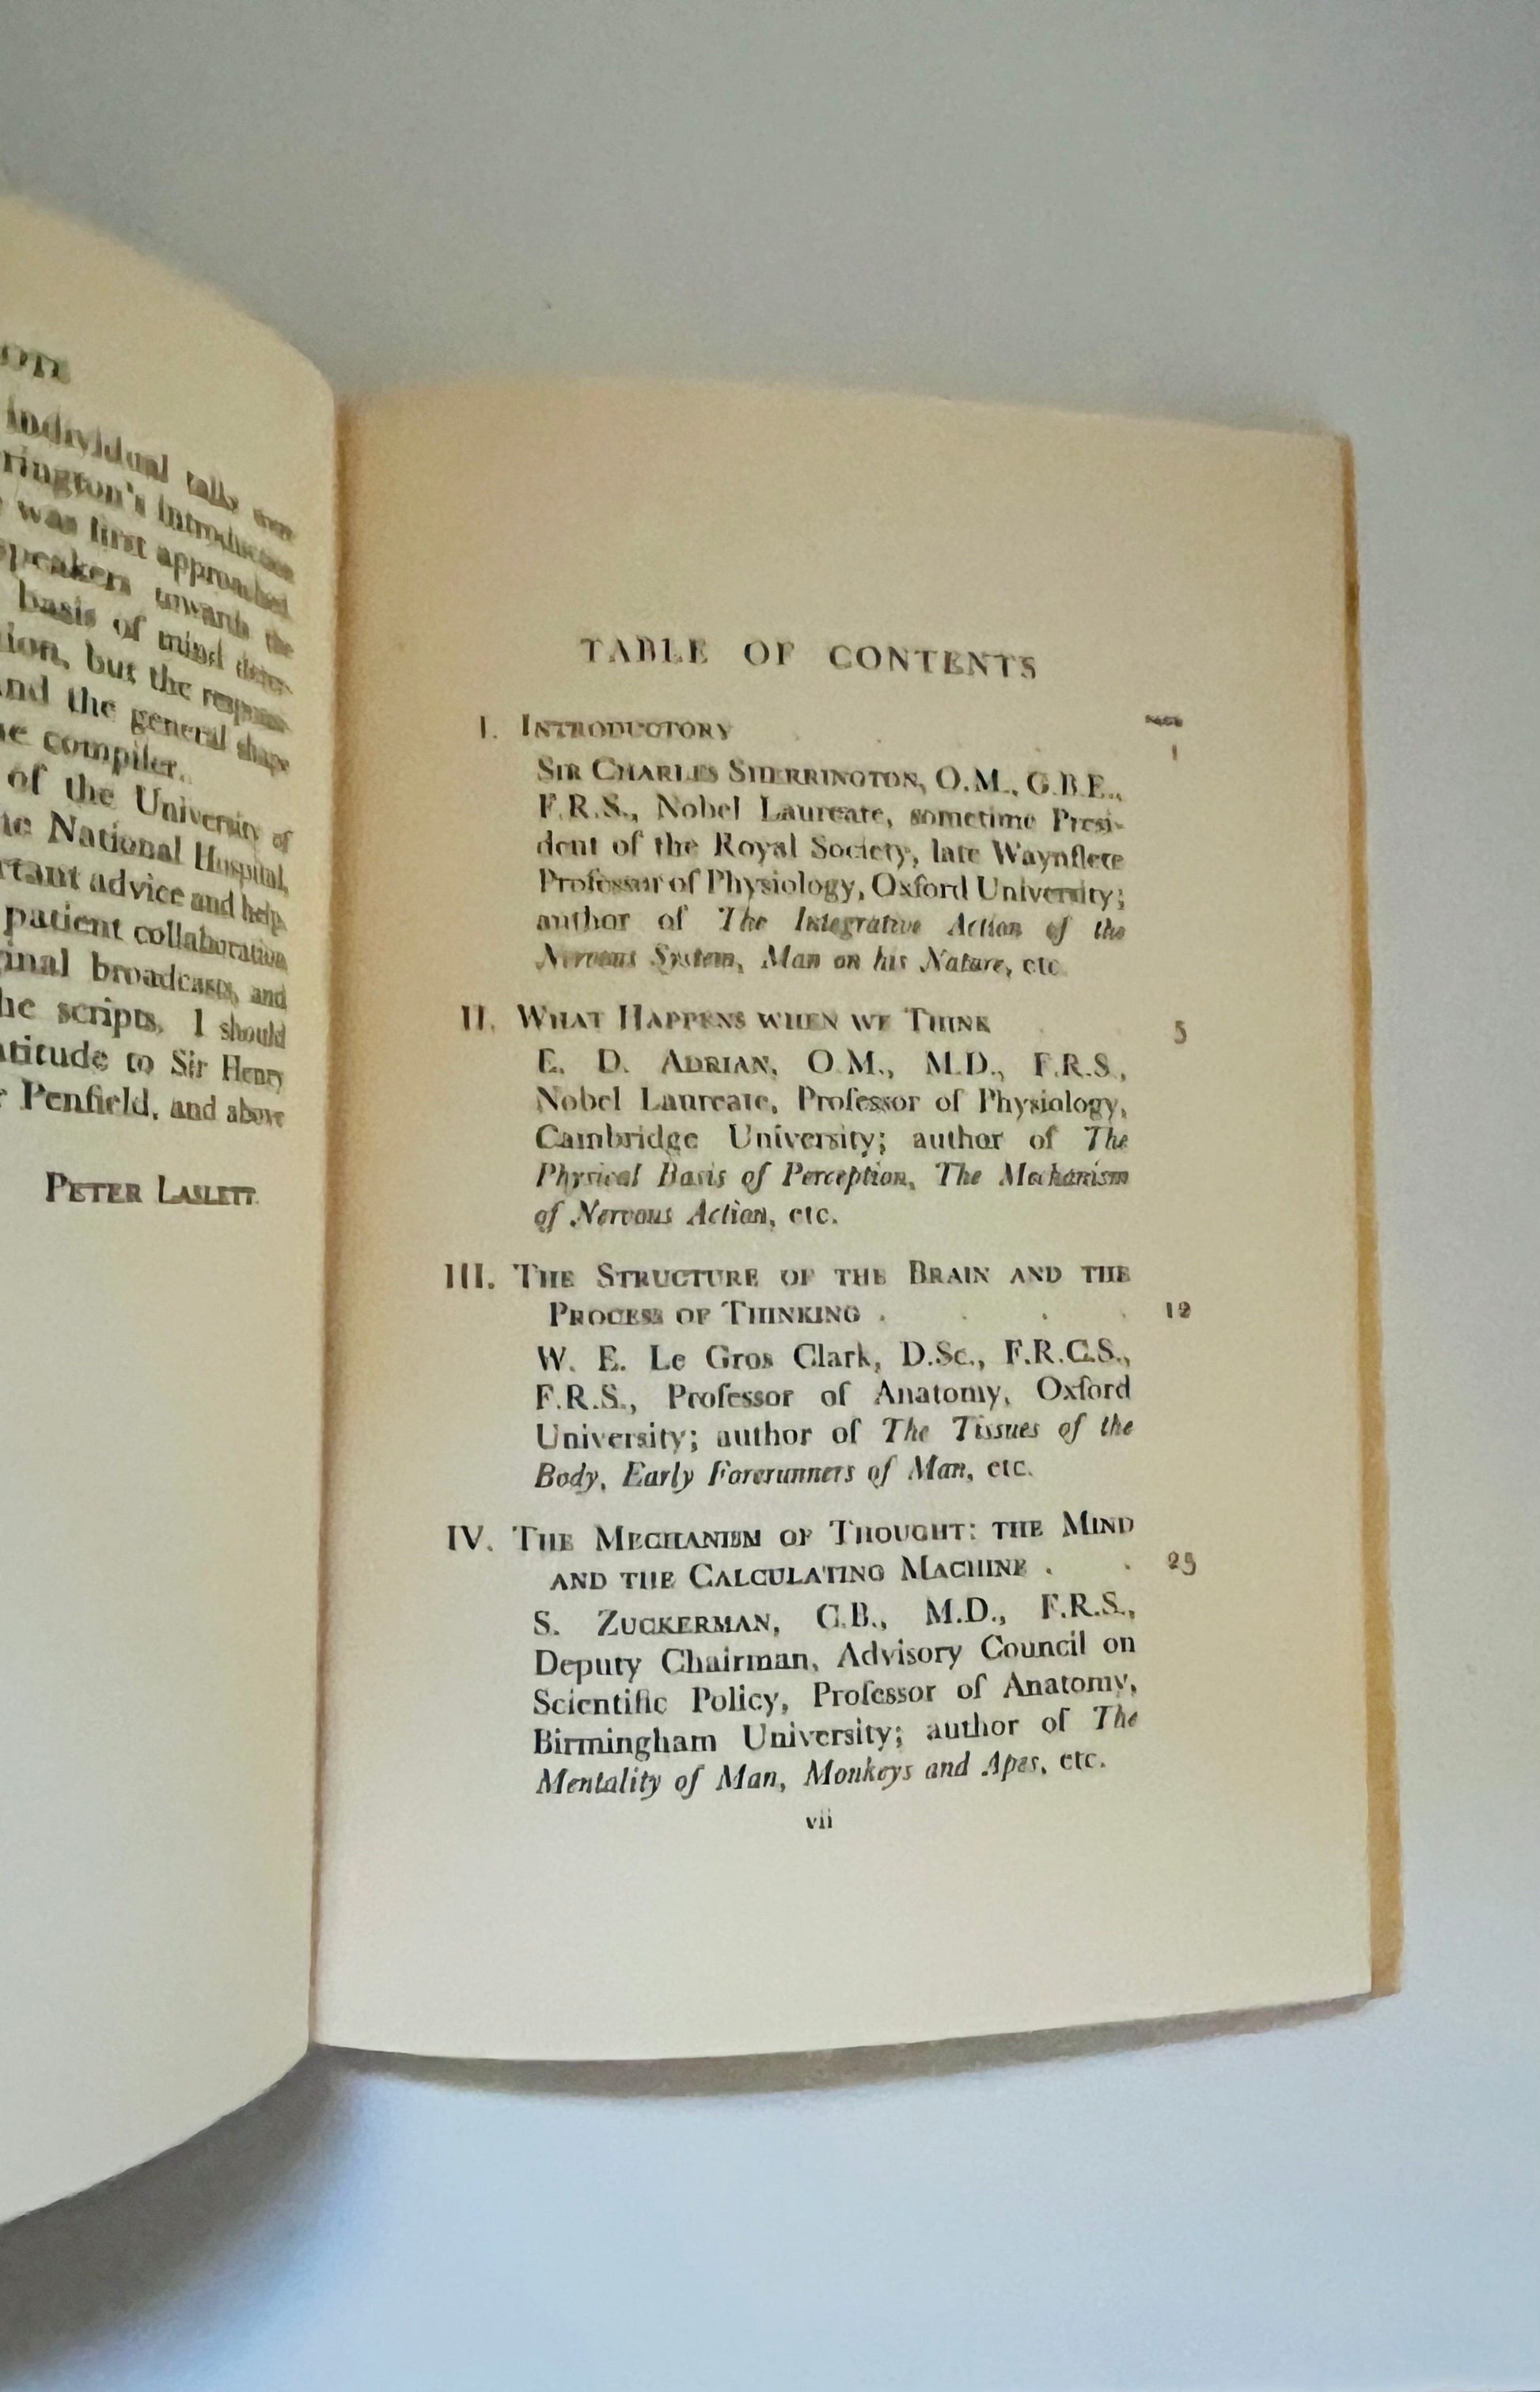 individual talks were
rington's introduction
was first approached
speakers towards the
basis of mind
tion, but the
and the general shape
compiler.
of the University of
National Hospital,
advice and help,
patient collaboration
broadcasts, and
scripts, I should
to Sir Henry
Penfield, and above
PETER LASLETT
TABLE OF CONTENTS
PAGE
I. INTRODUCTORY . . . 1
SIR CHARLES SHERRINGTON, O.M., G.B.E.,
F.R.S., Nobel Laureate, sometime Presi-
dent of the Royal Society, late Waynflete
Professor of Physiology, Oxford University;
author of The Integrative Action of the
Nervous System, Man on his Nature, etc.
II. WHAT HAPPENS WHEN WE THINK 5
E. D. ADRIAN, O.M., M.D., F.R.S.,
Nobel Laureate, Professor of Physiology,
Cambridge University; author of The
Physical Basis of Perception, The Mechanism
of Nervous Action, etc.
III. THE STRUCTURE OF THE BRAIN AND THE
PROCESS OF THINKING . . . . 12
W. E. Le Gros Clark, D.Sc., F.R.C.S.,
F.R.S., Professor of Anatomy, Oxford
University; author of The Tissues of the
Body, Early Forerunners of Man, etc.
IV. THE MECHANISM OF THOUGHT: THE MIND
AND THE CALCULATING MACHINE . . 25
S. ZUCKERMAN, C.B., M.D., F.R.S.,
Deputy Chairman, Advisory Council on
Scientific Policy, Professor of Anatomy,
Birmingham University; author of The
Mentality of Man, Monkeys and Apes, etc.
vii